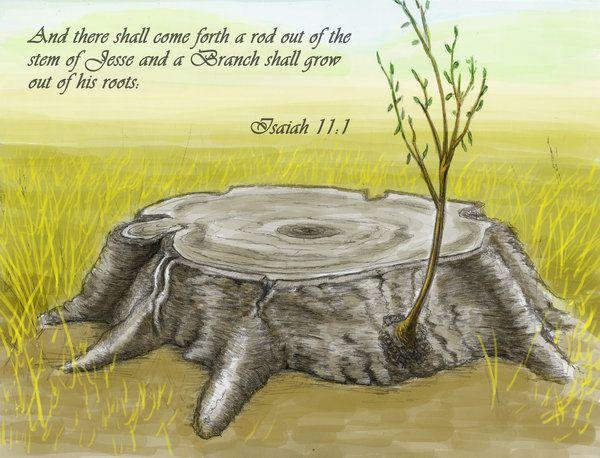 And there shall come forth a rod out of the
stem of Jesse and a Branch shall grow
out of his roots:
Isaiah 11:1